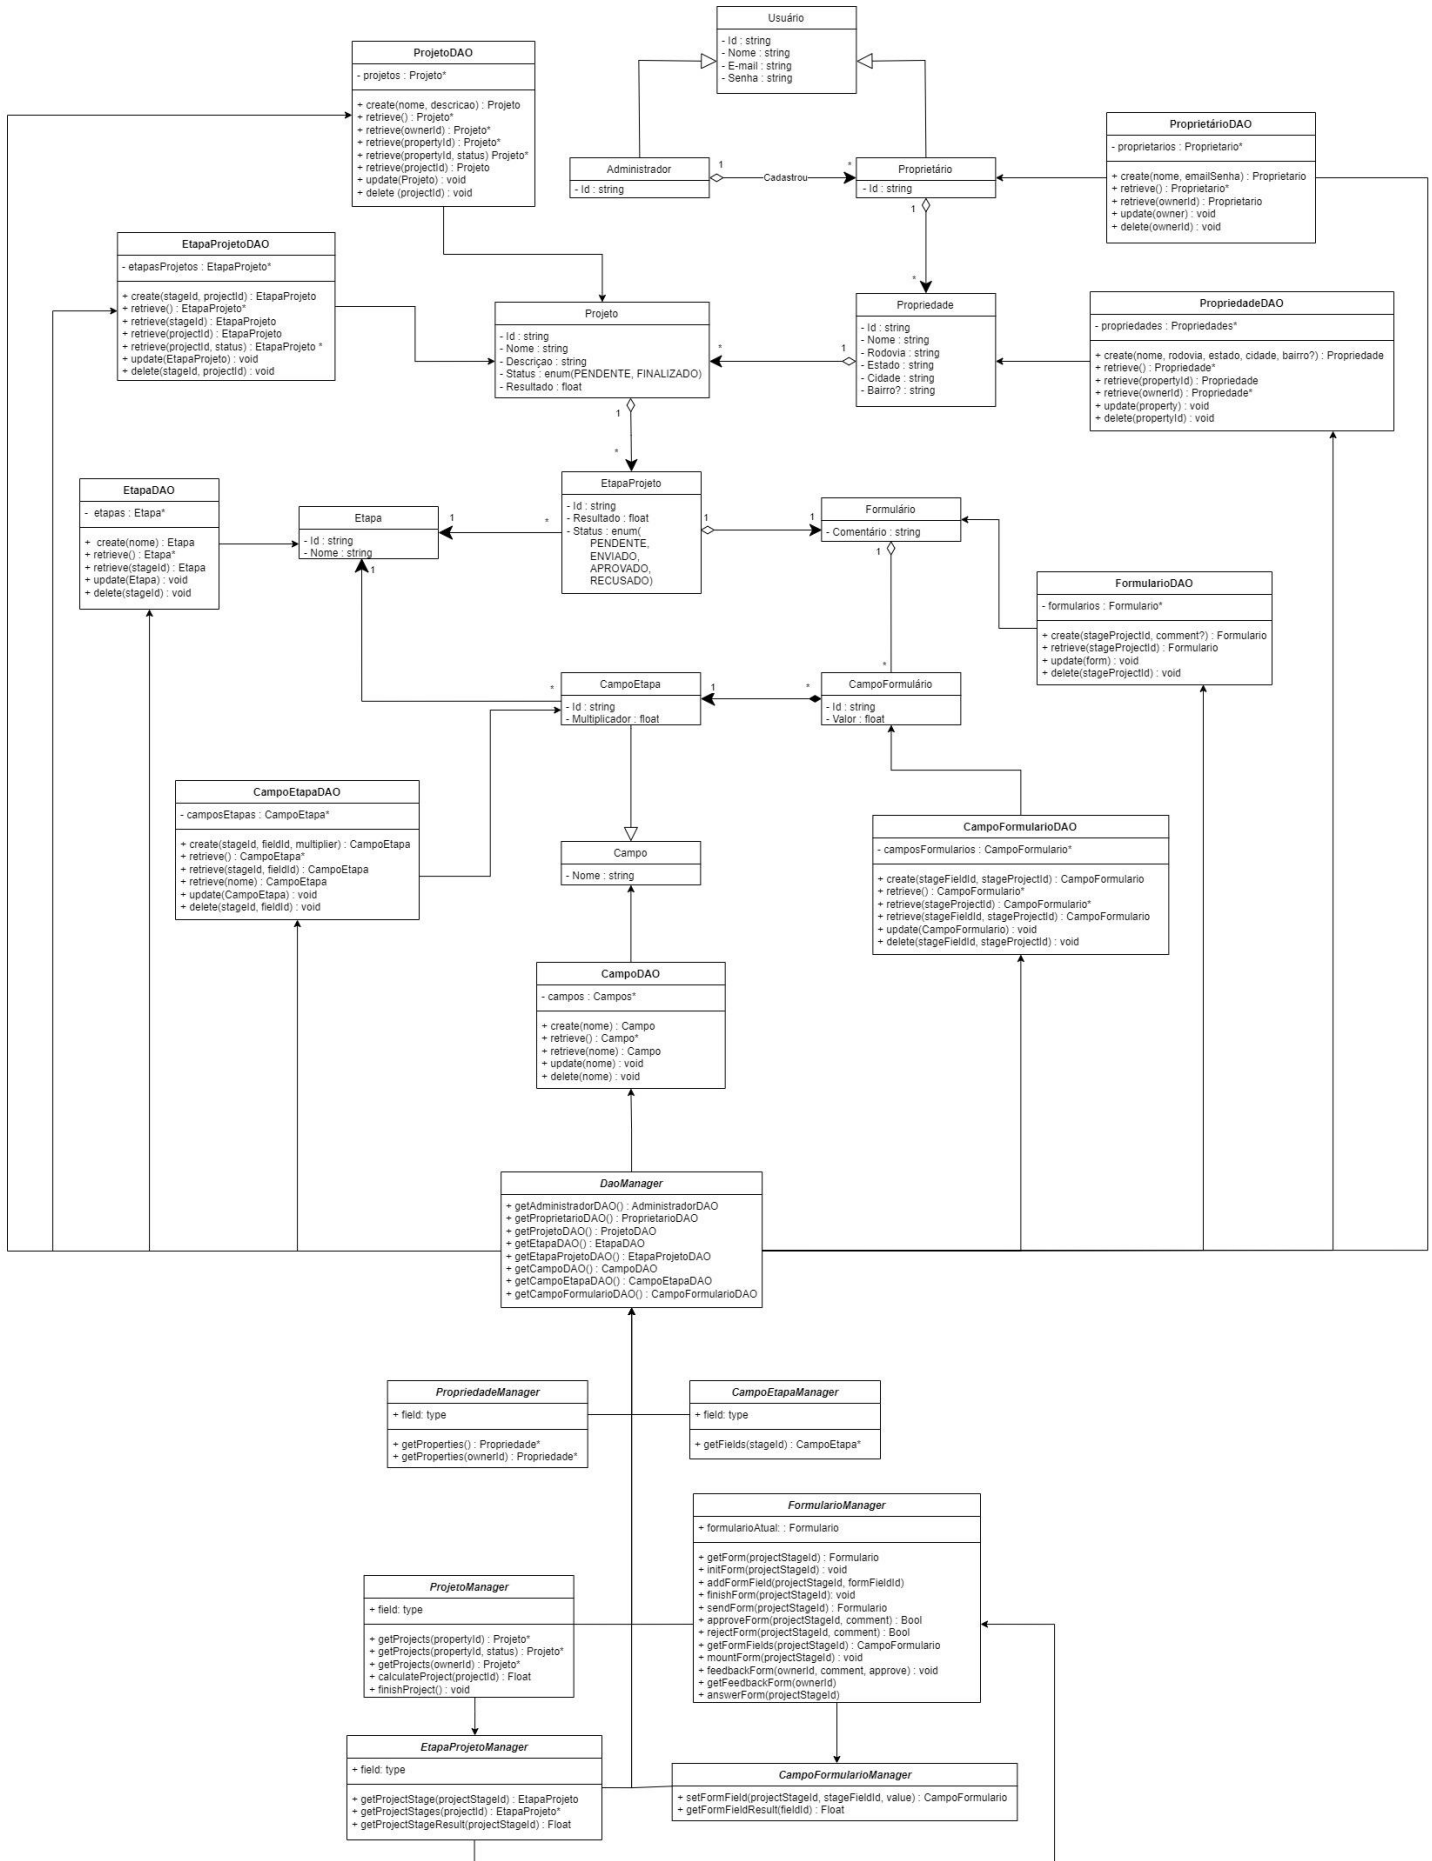 Usuário
- Id : string
- Nome : string
- E-mail : string
- Senha : string
ProjetoDAO
- projetos : Projeto*
+ create(nome, descricao) : Projeto
+ retrieve() : Projeto*
+ retrieve(ownerId) : Projeto*
+ retrieve(propertyId) : Projeto*
+ retrieve(propertyId, status) Projeto*
+ retrieve(projectId) : Projeto
+ update(Projeto) : void
+ delete (projectId) : void
Administrador
- Id : string
1
Cadastrou
*
Proprietário
- Id : string
1
*
ProprietárioDAO
- proprietarios : Proprietario*
+ create(nome, emailSenha) : Proprietario
+ retrieve() : Proprietario*
+ retrieve(ownerId) : Proprietario
+ update(owner) : void
+ delete(ownerId) : void
EtapaProjetoDAO
- etapasProjetos : EtapaProjeto*
+ create(stageId, projectId) : EtapaProjeto
+ retrieve() : EtapaProjeto*
+ retrieve(stageId) : EtapaProjeto
+ retrieve(projectId) : EtapaProjeto
+ retrieve(projectId, status) : EtapaProjeto *
+ update(EtapaProjeto) : void
+ delete(stageId, projectId) : void
Projeto
- Id : string
- Nome : string
- Descriçao : string
- Status : enum(PENDENTE, FINALIZADO)
- Resultado : float
*
1
Propriedade
- Id : string
- Nome : string
- Rodovia : string
- Estado : string
- Cidade : string
- Bairro? : string
PropriedadeDAO
- propriedades : Propriedades*
+ create(nome, rodovia, estado, cidade, bairro?) : Propriedade
+ retrieve() : Propriedade*
+ retrieve(propertyId) : Propriedade
+ retrieve(ownerId) : Propriedade*
+ update(property) : void
+ delete(propertyId) : void
1
*
EtapaDAO
- etapas : Etapa*
+ create(nome) : Etapa
+ retrieve() : Etapa*
+ retrieve(stageId) : Etapa
+ update(Etapa) : void
+ delete(stageId) : void
Etapa
- Id : string
- Nome : string
1
*
1
EtapaProjeto
- Id : string
- Resultado : float
- Status : enum(
PENDENTE,
ENVIADO,
APROVADO,
RECUSADO)
1
1
Formulário
- Comentário : string
1
*
FormularioDAO
- formularios : Formulario*
+ create(stageProjectId, comment?) : Formulario
+ retrieve(stageProjectId) : Formulario
+ update(form) : void
+ delete(stageProjectId) : void
*
CampoEtapa
- Id : string
- Multiplicador : float
1
*
CampoFormulário
- Id : string
- Valor : float
CampoEtapaDAO
- camposEtapas : CampoEtapa*
+ create(stageId, fieldId, multiplier) : CampoEtapa
+ retrieve() : CampoEtapa*
+ retrieve(stageId, fieldId) : CampoEtapa
+ retrieve(nome) : CampoEtapa
+ update(CampoEtapa) : void
+ delete(stageId, fieldId) : void
Campo
- Nome : string
CampoFormularioDAO
- camposFormularios : CampoFormulario*
+ create(stageFieldId, stageProjectId) : CampoFormulario
+ retrieve() : CampoFormulario*
+ retrieve(stageProjectId) : CampoFormulario*
+ retrieve(stageFieldId, stageProjectId) : CampoFormulario
+ update(CampoFormulario) : void
+ delete(stageFieldId, stageProjectId) : void
CampoDAO
- campos : Campos*
+ create(nome) : Campo
+ retrieve() : Campo*
+ retrieve(nome) : Campo
+ update(nome) : void
+ delete(nome) : void
DaoManager
+ getAdministradorDAO() : AdministradorDAO
+ getProprietarioDAO() : ProprietarioDAO
+ getProjetoDAO() : ProjetoDAO
+ getEtapaDAO() : EtapaDAO
+ getEtapaProjetoDAO() : EtapaProjetoDAO
+ getCampoDAO() : CampoDAO
+ getCampoEtapaDAO() : CampoEtapaDAO
+ getCampoFormularioDAO() : CampoFormularioDAO
PropriedadeManager
+ field: type
+ getProperties() : Propriedade*
+ getProperties(ownerId) : Propriedade*
CampoEtapaManager
+ field: type
+ getFields(stageId) : CampoEtapa*
FormularioManager
+ formularioAtual: : Formulario
+ getForm(projectStageId) : Formulario
+ initForm(projectStageId) : void
+ addFormField(projectStageId, formFieldId)
+ finishForm(projectStageId): void
+ sendForm(projectStageId) : Formulario
+ approveForm(projectStageId, comment) : Bool
+ rejectForm(projectStageId, comment) : Bool
+ getFormFields(projectStageId) : CampoFormulario
+ mountForm(projectStageId) : void
+ feedbackForm(ownerId, comment, approve) : void
+ getFeedbackForm(ownerId)
+ answerForm(projectStageId)
ProjetoManager
+ field: type
+ getProjects(propertyId) : Projeto*
+ getProjects(propertyId, status) : Projeto*
+ getProjects(ownerId) : Projeto*
+ calculateProject(projectId) : Float
+ finishProject() : void
EtapaProjetoManager
+ field: type
+ getProjectStage(projectStageId) : EtapaProjeto
+ getProjectStages(projectId) : EtapaProjeto*
+ getProjectStageResult(projectStageId) : Float
CampoFormularioManager
+ setFormField(projectStageId, stageFieldId, value) : CampoFormulario
+ getFormFieldResult(fieldId) : Float